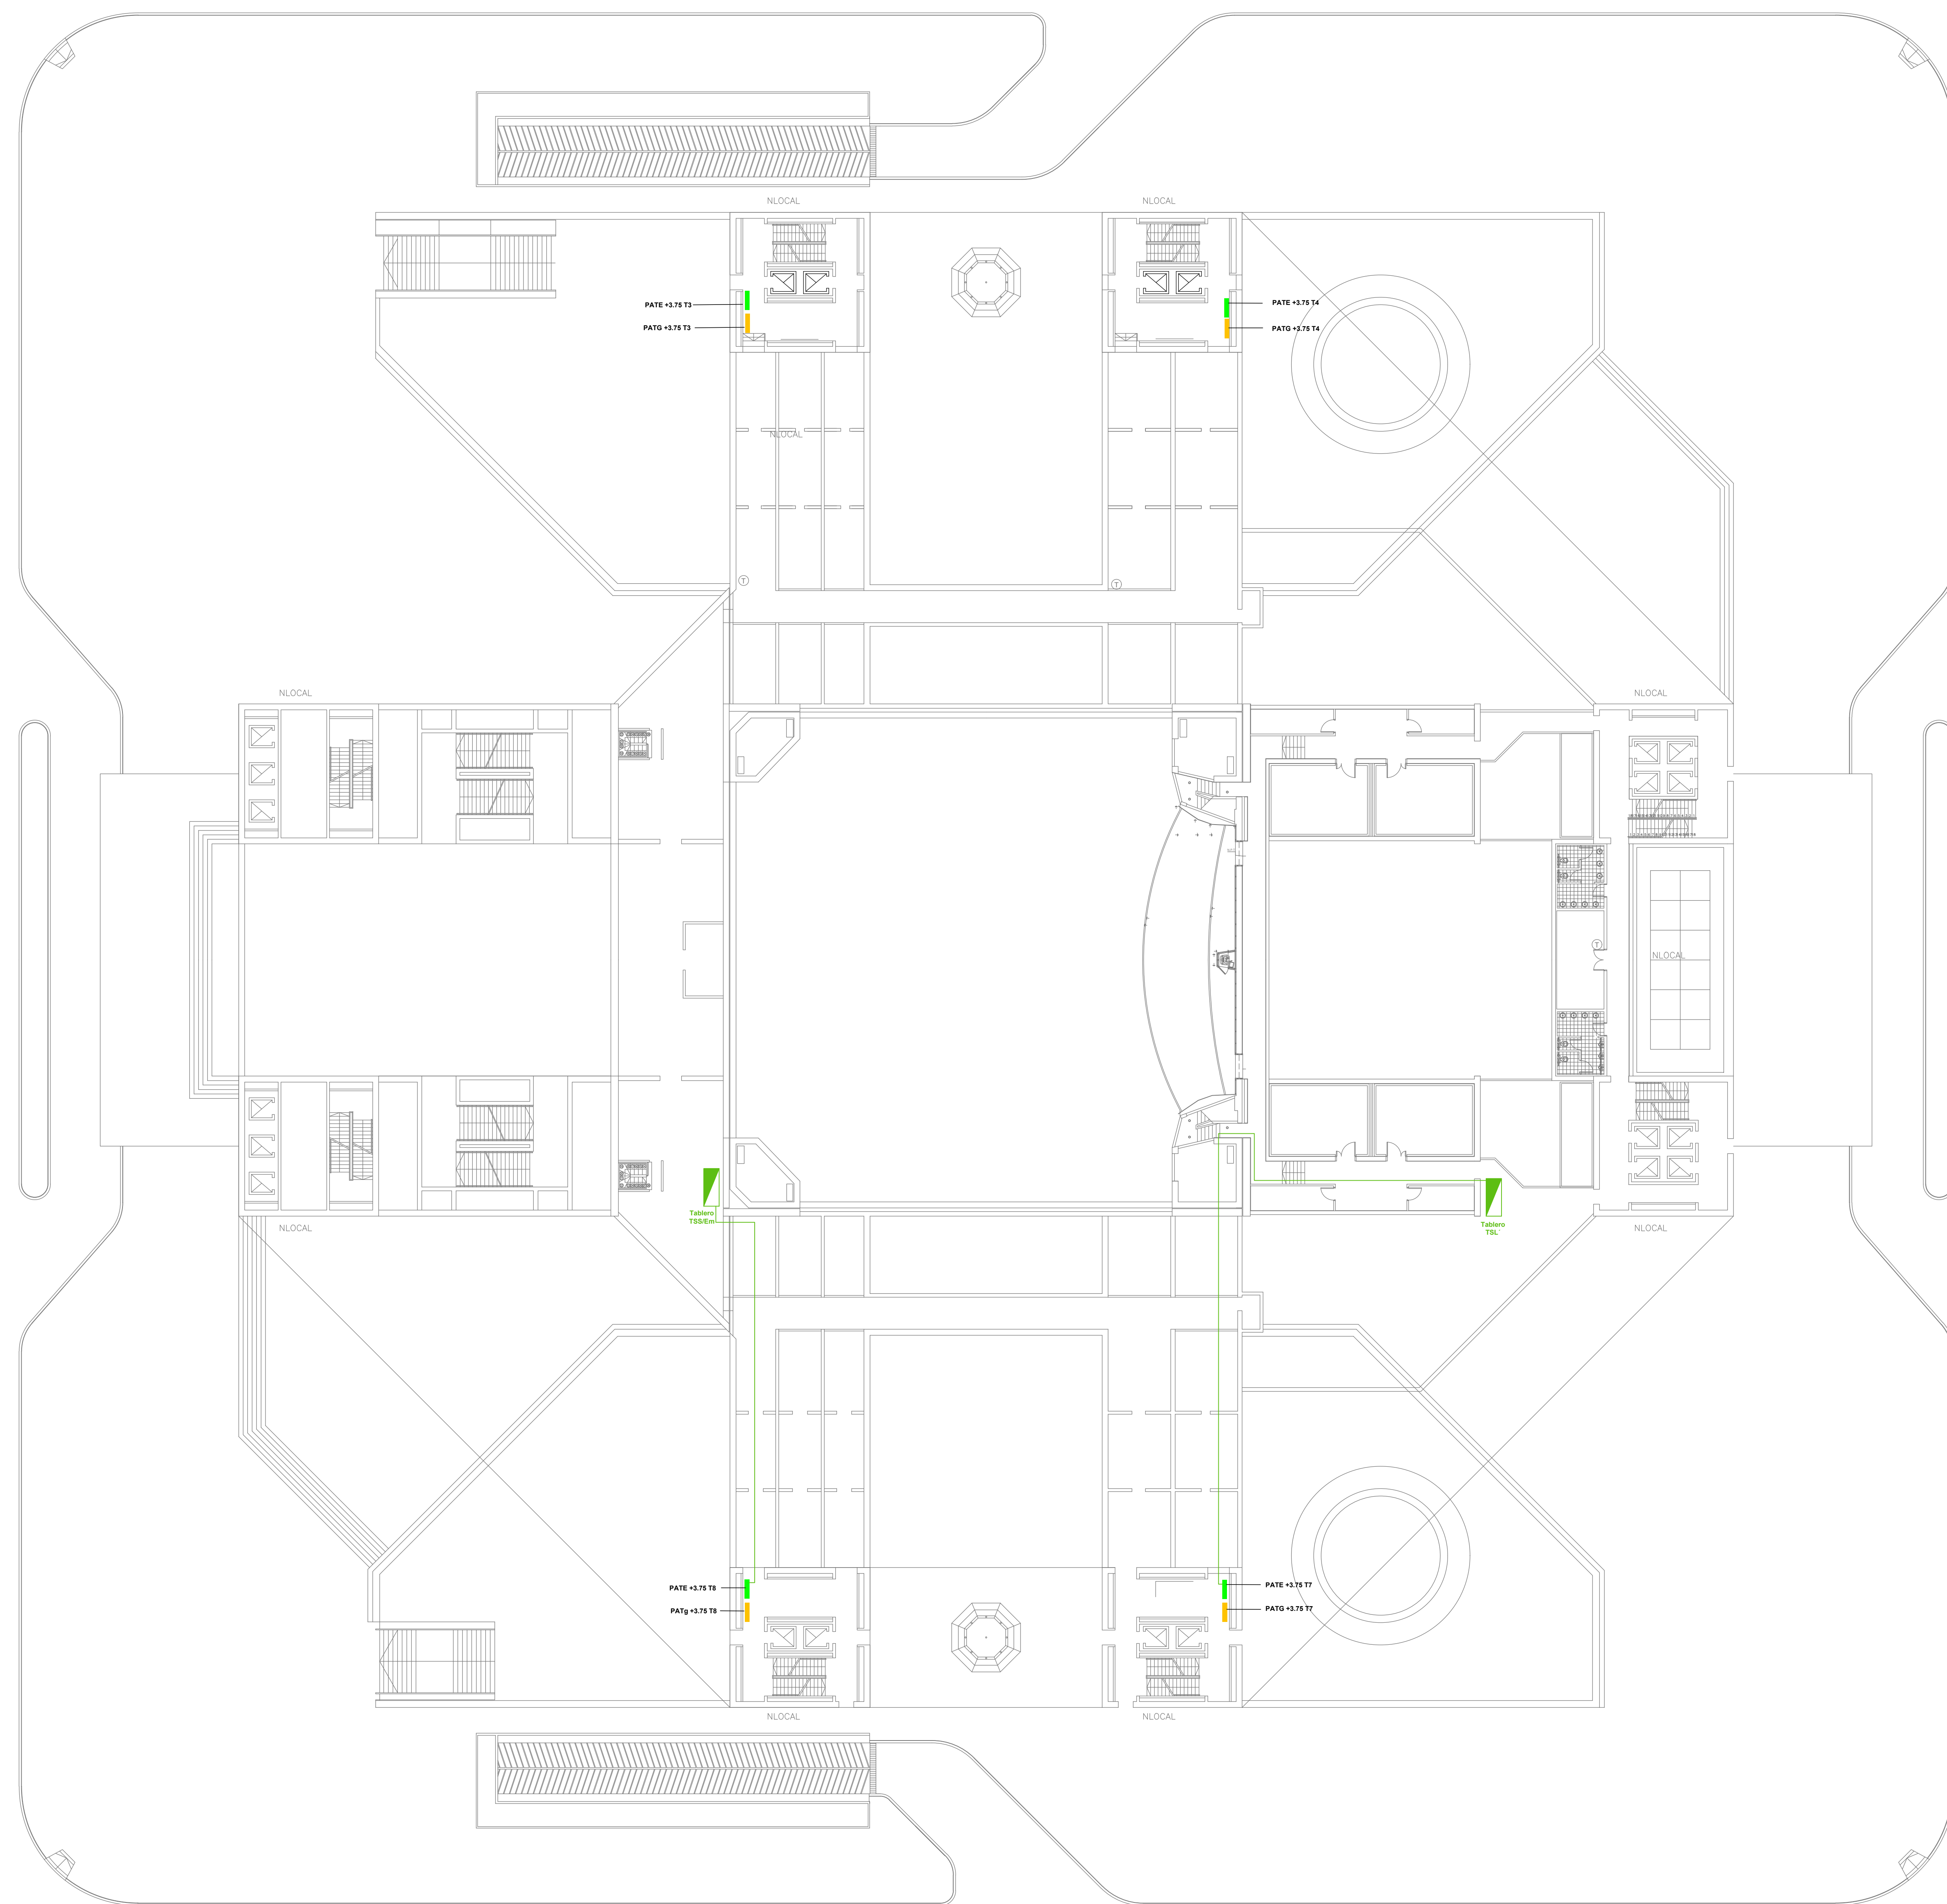 NLOCAL
NLOCAL
PATE +3.75 T3
PATE +3.75 T4
PATG +3.75 T3
PATG +3.75 T4
NLOCAL
T
T
NLOCAL
NLOCAL
T
NLOCAL
Tablero
TSS/Em
Tablero
TSL
NLOCAL
NLOCAL
PATE +3.75 T8
PATE +3.75 T7
PATg +3.75 T8
PATG +3.75 T7
NLOCAL
NLOCAL